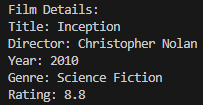 Film Details:
Title: Inception
Director: Christopher Nolan
Year: 2010
Genre: Science Fiction
Rating: 8.8